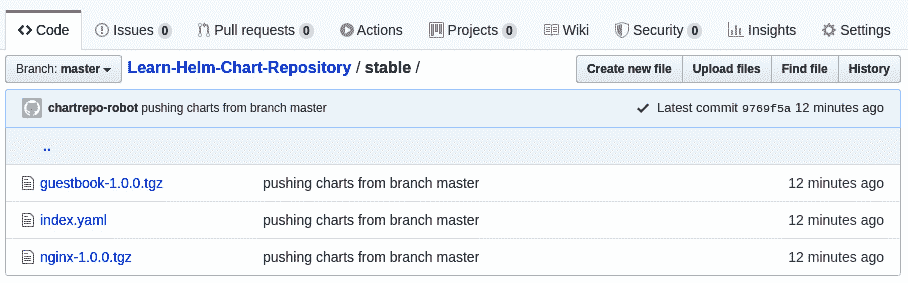 Code Issues 0 Pull requests 0 Actions Projects 0 Wiki Security 0 Insights Settings
Branch: master Learn-Helm-Chart-Repository / stable / Create new file Upload files Find file History
chartrepo-robot pushing charts from branch master Latest commit 9769f5a 12 minutes ago
..
guestbook-1.0.0.tgz pushing charts from branch master 12 minutes ago
index.yaml pushing charts from branch master 12 minutes ago
nginx-1.0.0.tgz pushing charts from branch master 12 minutes ago